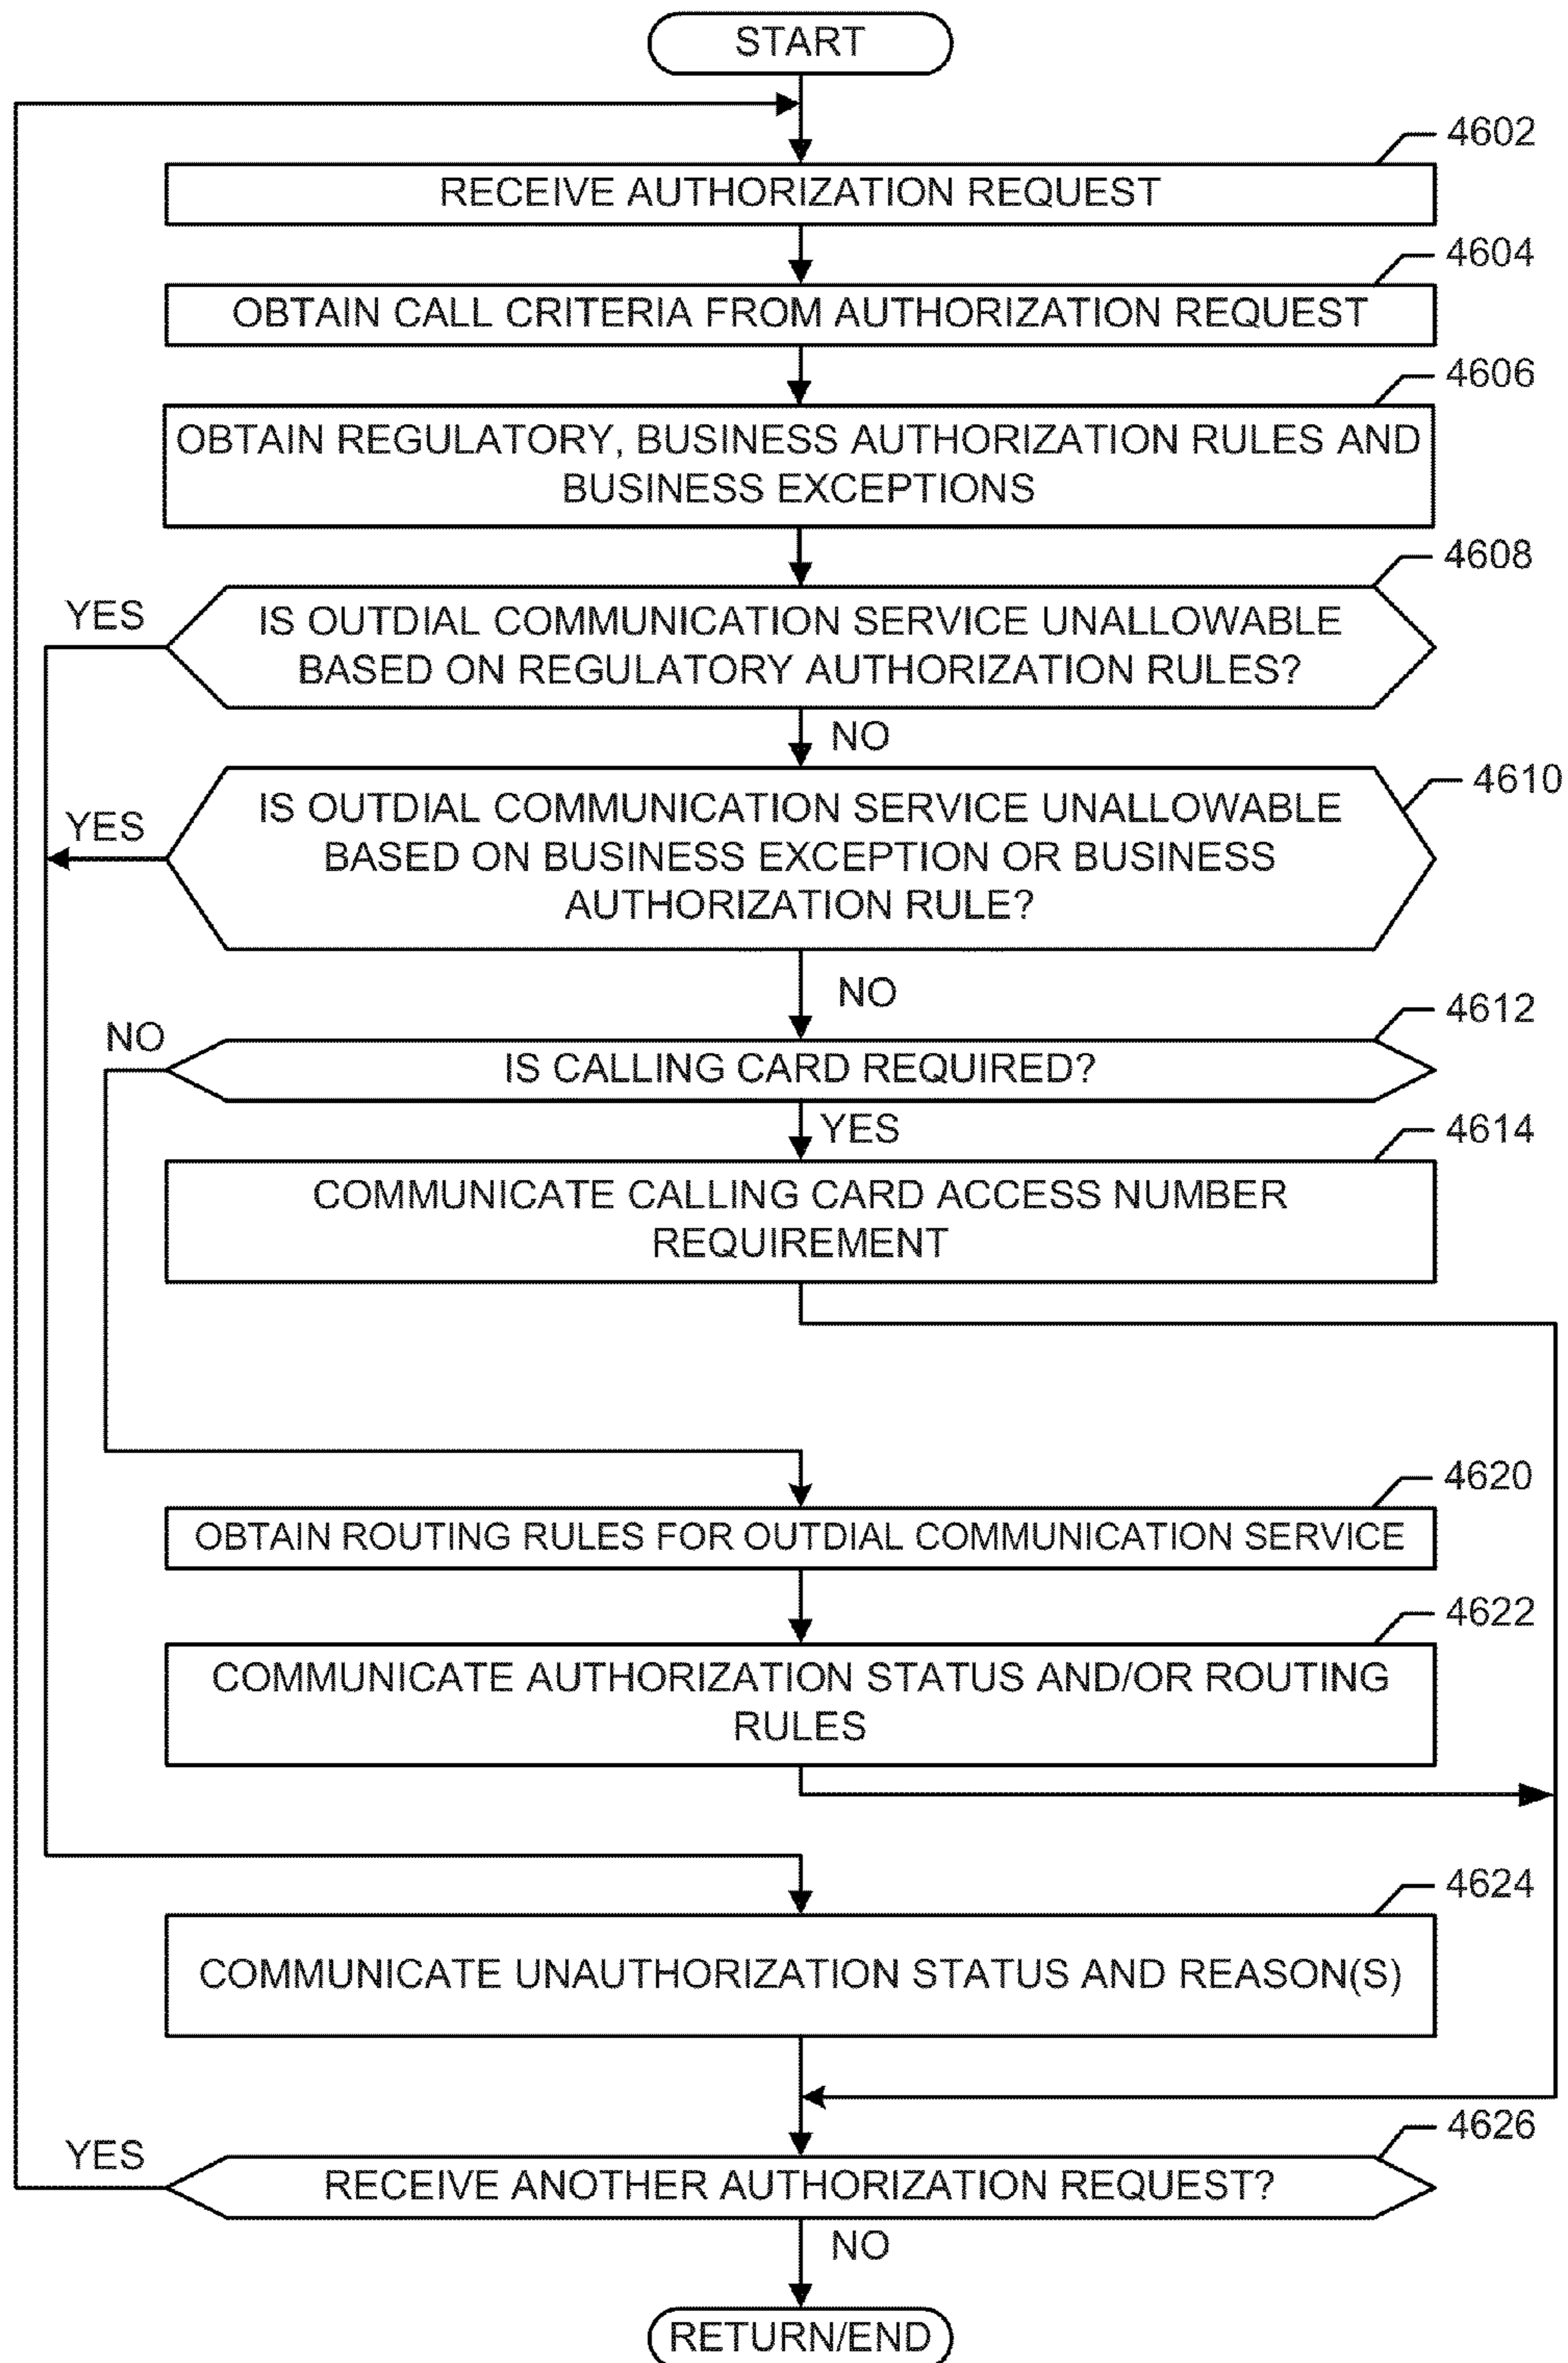 START
4602
RECEIVE AUTHORIZATION REQUEST
4604
OBTAIN CALL CRITERIA FROM AUTHORIZATION REQUEST
4606
OBTAIN REGULATORY, BUSINESS AUTHORIZATION RULES AND
BUSINESS EXCEPTIONS
4608
YES
IS OUTDIAL COMMUNICATION SERVICE UNALLOWABLE
BASED ON REGULATORY AUTHORIZATION RULES?
NO
4610
YES
IS OUTDIAL COMMUNICATION SERVICE UNALLOWABLE
BASED ON BUSINESS EXCEPTION OR BUSINESS
AUTHORIZATION RULE?
NO
4612
NO
IS CALLING CARD REQUIRED?
YES
4614
COMMUNICATE CALLING CARD ACCESS NUMBER
REQUIREMENT
4620
OBTAIN ROUTING RULES FOR OUTDIAL COMMUNICATION SERVICE
4622
COMMUNICATE AUTHORIZATION STATUS AND/OR ROUTING
RULES
4624
COMMUNICATE UNAUTHORIZATION STATUS AND REASON(S)
4626
YES
RECEIVE ANOTHER AUTHORIZATION REQUEST?
NO
RETURN/END